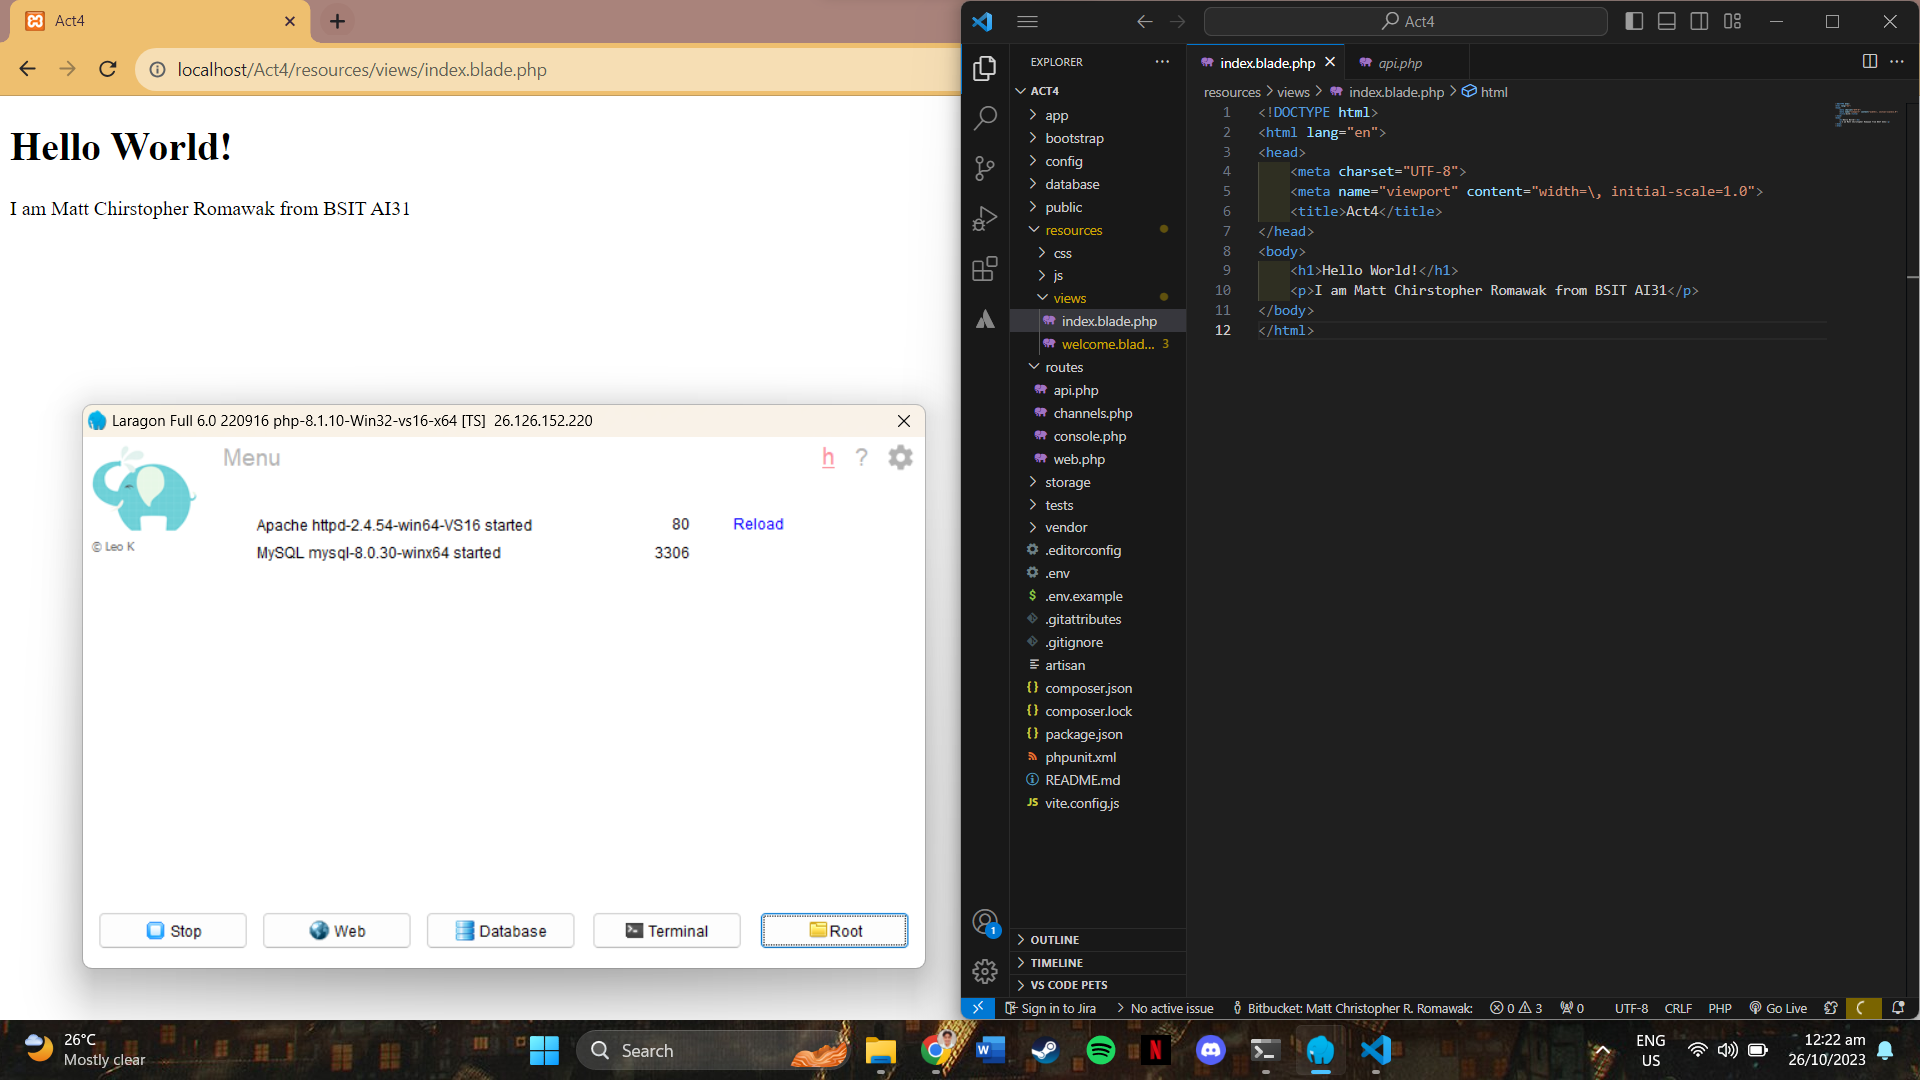 Act4
localhost/Act4/resources/views/index.blade.php
Hello World!
I am Matt Chirstopher Romawak from BSIT AI31
Laragon Full 6.0 220916 php-8.1.10-Win32-vs16-x64 [TS] 26.126.152.220
Menu
h ?
© Leo K
Apache httpd-2.4.54-win64-VS16 started 80 Reload
MySQL mysql-8.0.30-winx64 started 3306
Stop Web Database Terminal Root
Act4
EXPLORER
ACT4
app
bootstrap
config
database
public
resources
css
js
views
index.blade.php
welcome.blad... 3
routes
api.php
channels.php
console.php
web.php
storage
tests
vendor
.editorconfig
.env
$ .env.example
.gitattributes
.gitignore
artisan
{} composer.json
{} composer.lock
{} package.json
phpunit.xml
README.md
JS vite.config.js
OUTLINE
TIMELINE
VS CODE PETS
1
index.blade.php api.php
resources > views > index.blade.php > html
1 <!DOCTYPE html>
2 <html lang="en">
3 <head>
4 <meta charset="UTF-8">
5 <meta name="viewport" content="width=\, initial-scale=1.0">
6 <title>Act4</title>
7 </head>
8 <body>
9 <h1>Hello World!</h1>
10 <p>I am Matt Chirstopher Romawak from BSIT AI31</p>
11 </body>
12 </html>
Sign in to Jira > No active issue Bitbucket: Matt Christopher R. Romawak: 0 3 0 UTF-8 CRLF PHP Go Live
26°C
Mostly clear
Search
W N
ENG
US
12:22 am
26/10/2023